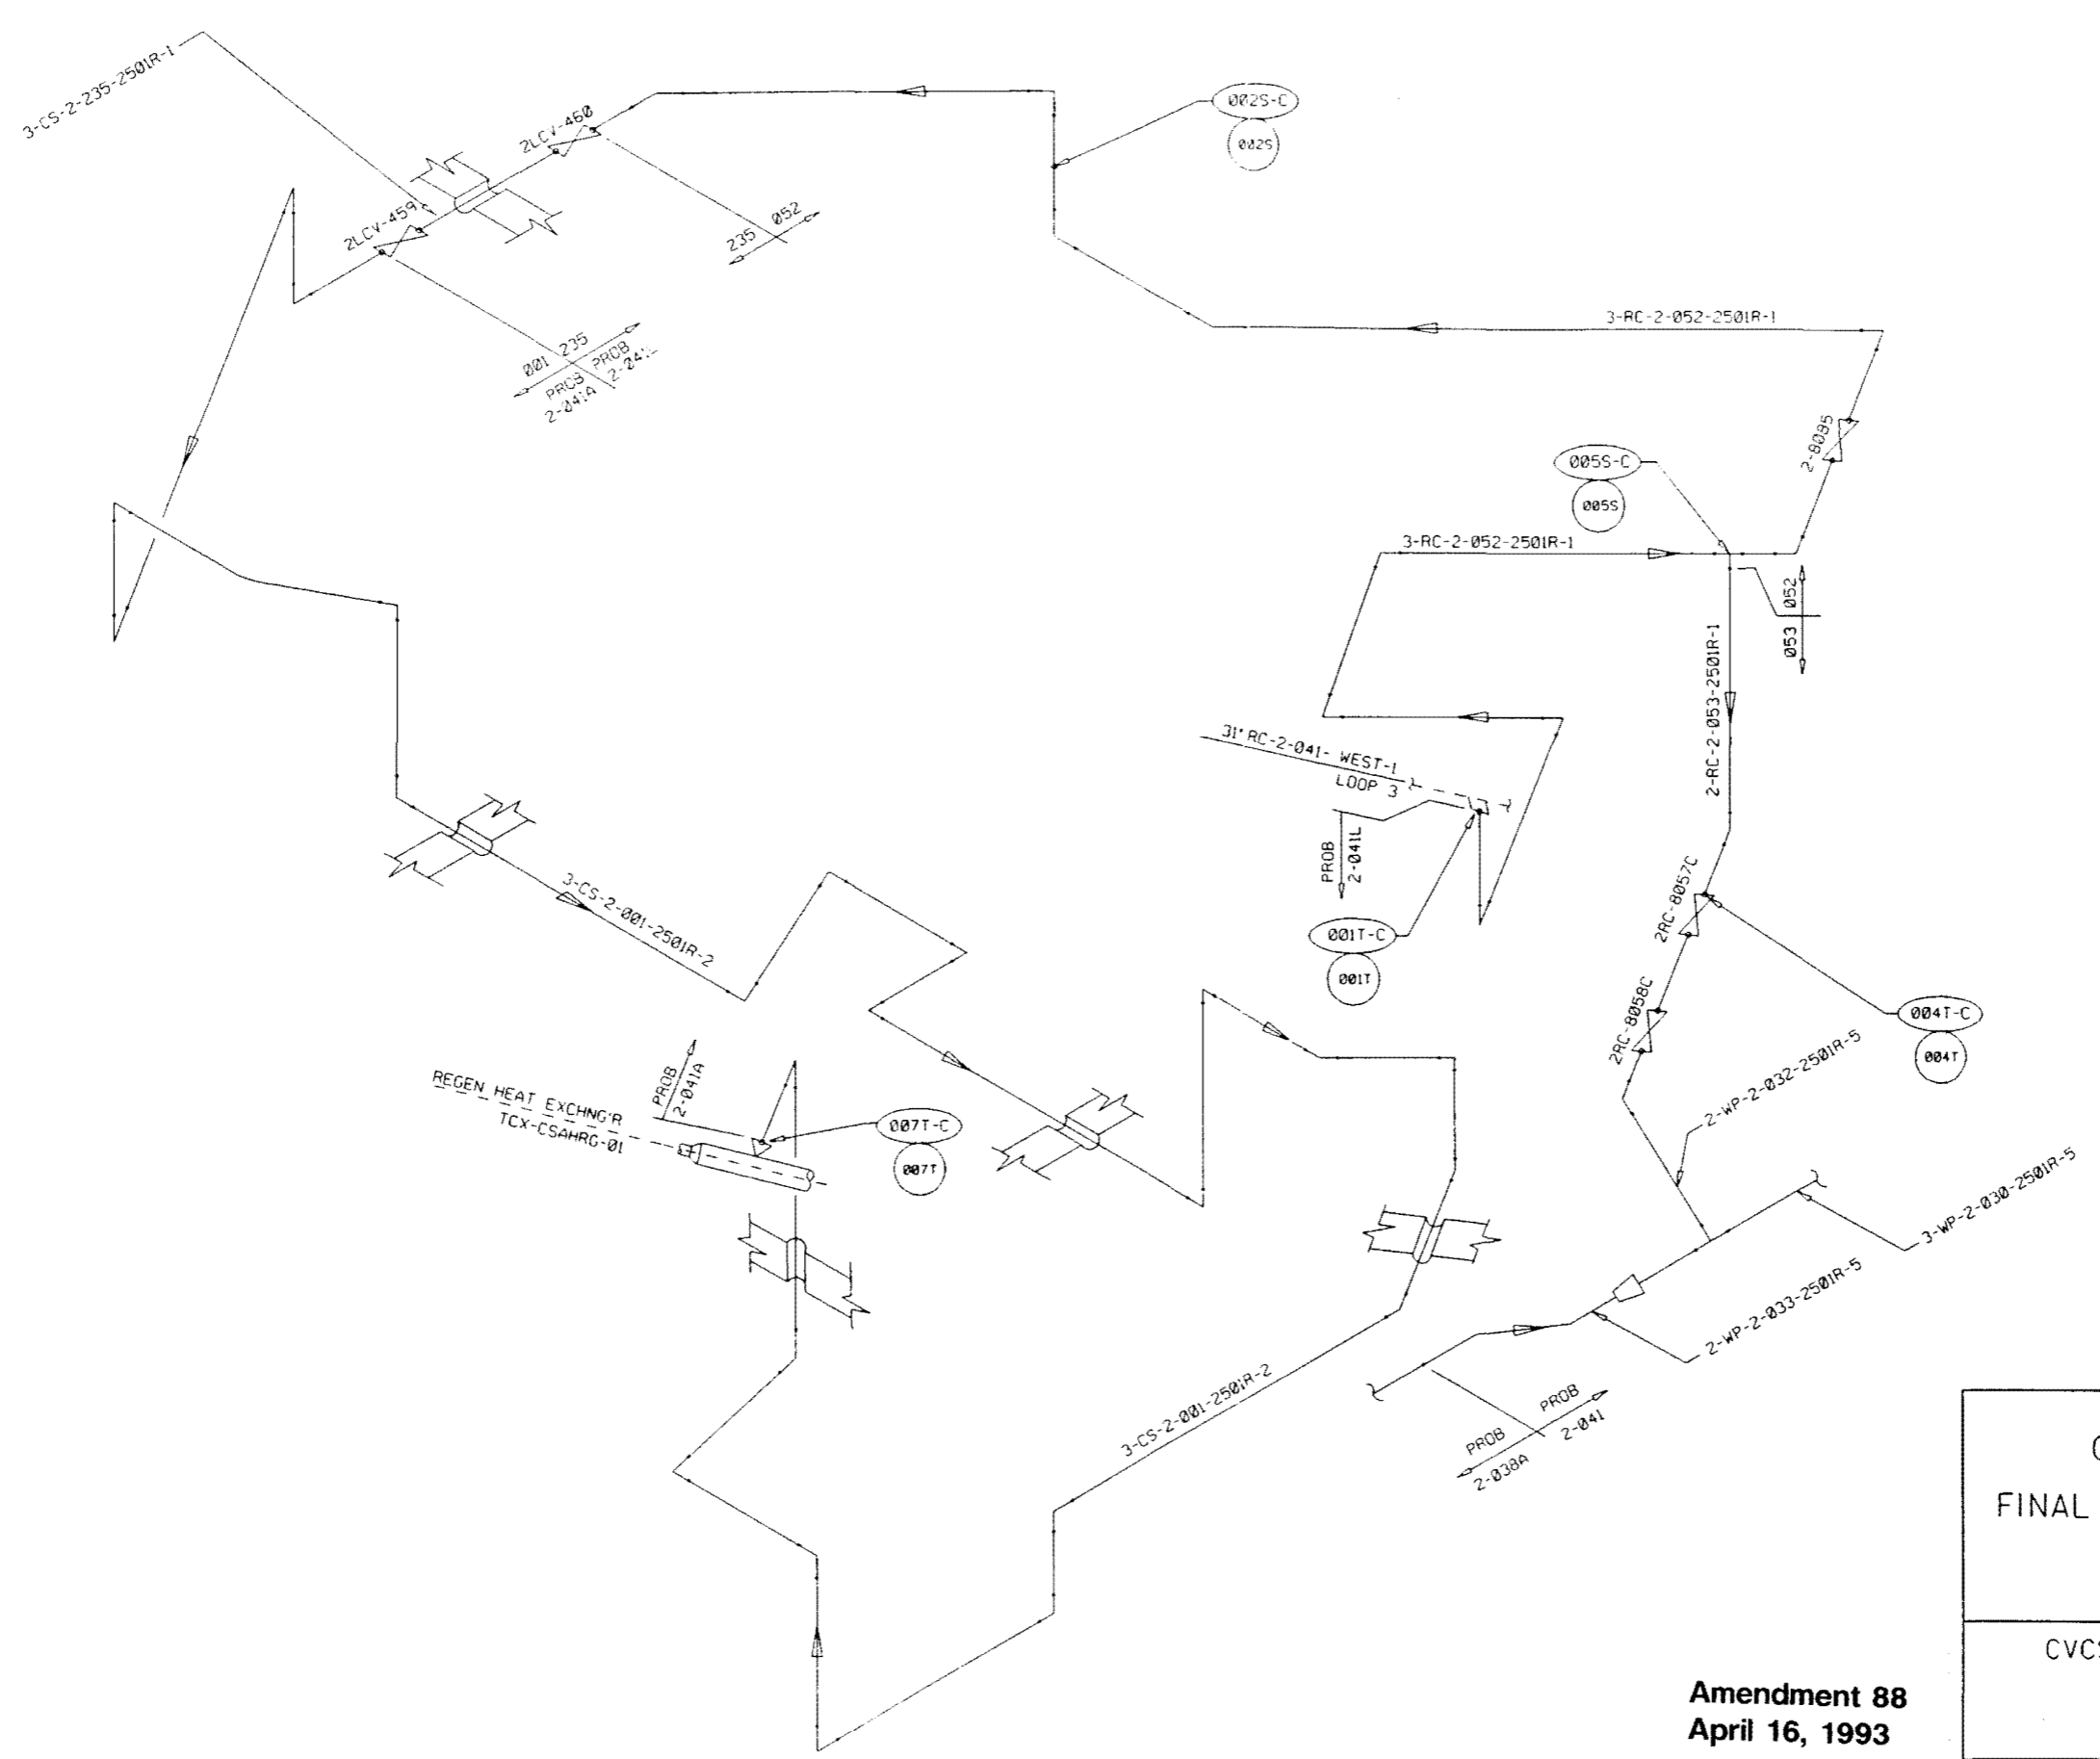 3-CS-2-235-2501R-1
2LCV-460
002S-C
002S
2LCV-459
235 052
001 235
PROB PROB
2-041A 2-041L
3-RC-2-052-2501R-1
2-8085
005S-C
005S
3-RC-2-052-2501R-1
053 052
2-RC-2-053-2501R-1
31" RC-2-041- WEST-1
LOOP 3
PROB
2-041L
2RC-8057C
3-CS-2-001-2501R-2
001T-C
001T
2RC-8058C
004T-C
004T
2-WP-2-032-2501R-5
PROB
2-041A
REGEN HEAT EXCHNG'R
TCX-CSAHRG-01
007T-C
007T
3-WP-2-030-2501R-5
2-WP-2-033-2501R-5
3-CS-2-001-2501R-2
PROB PROB
2-038A 2-041
FINAL
CVC
Amendment 88
April 16, 1993